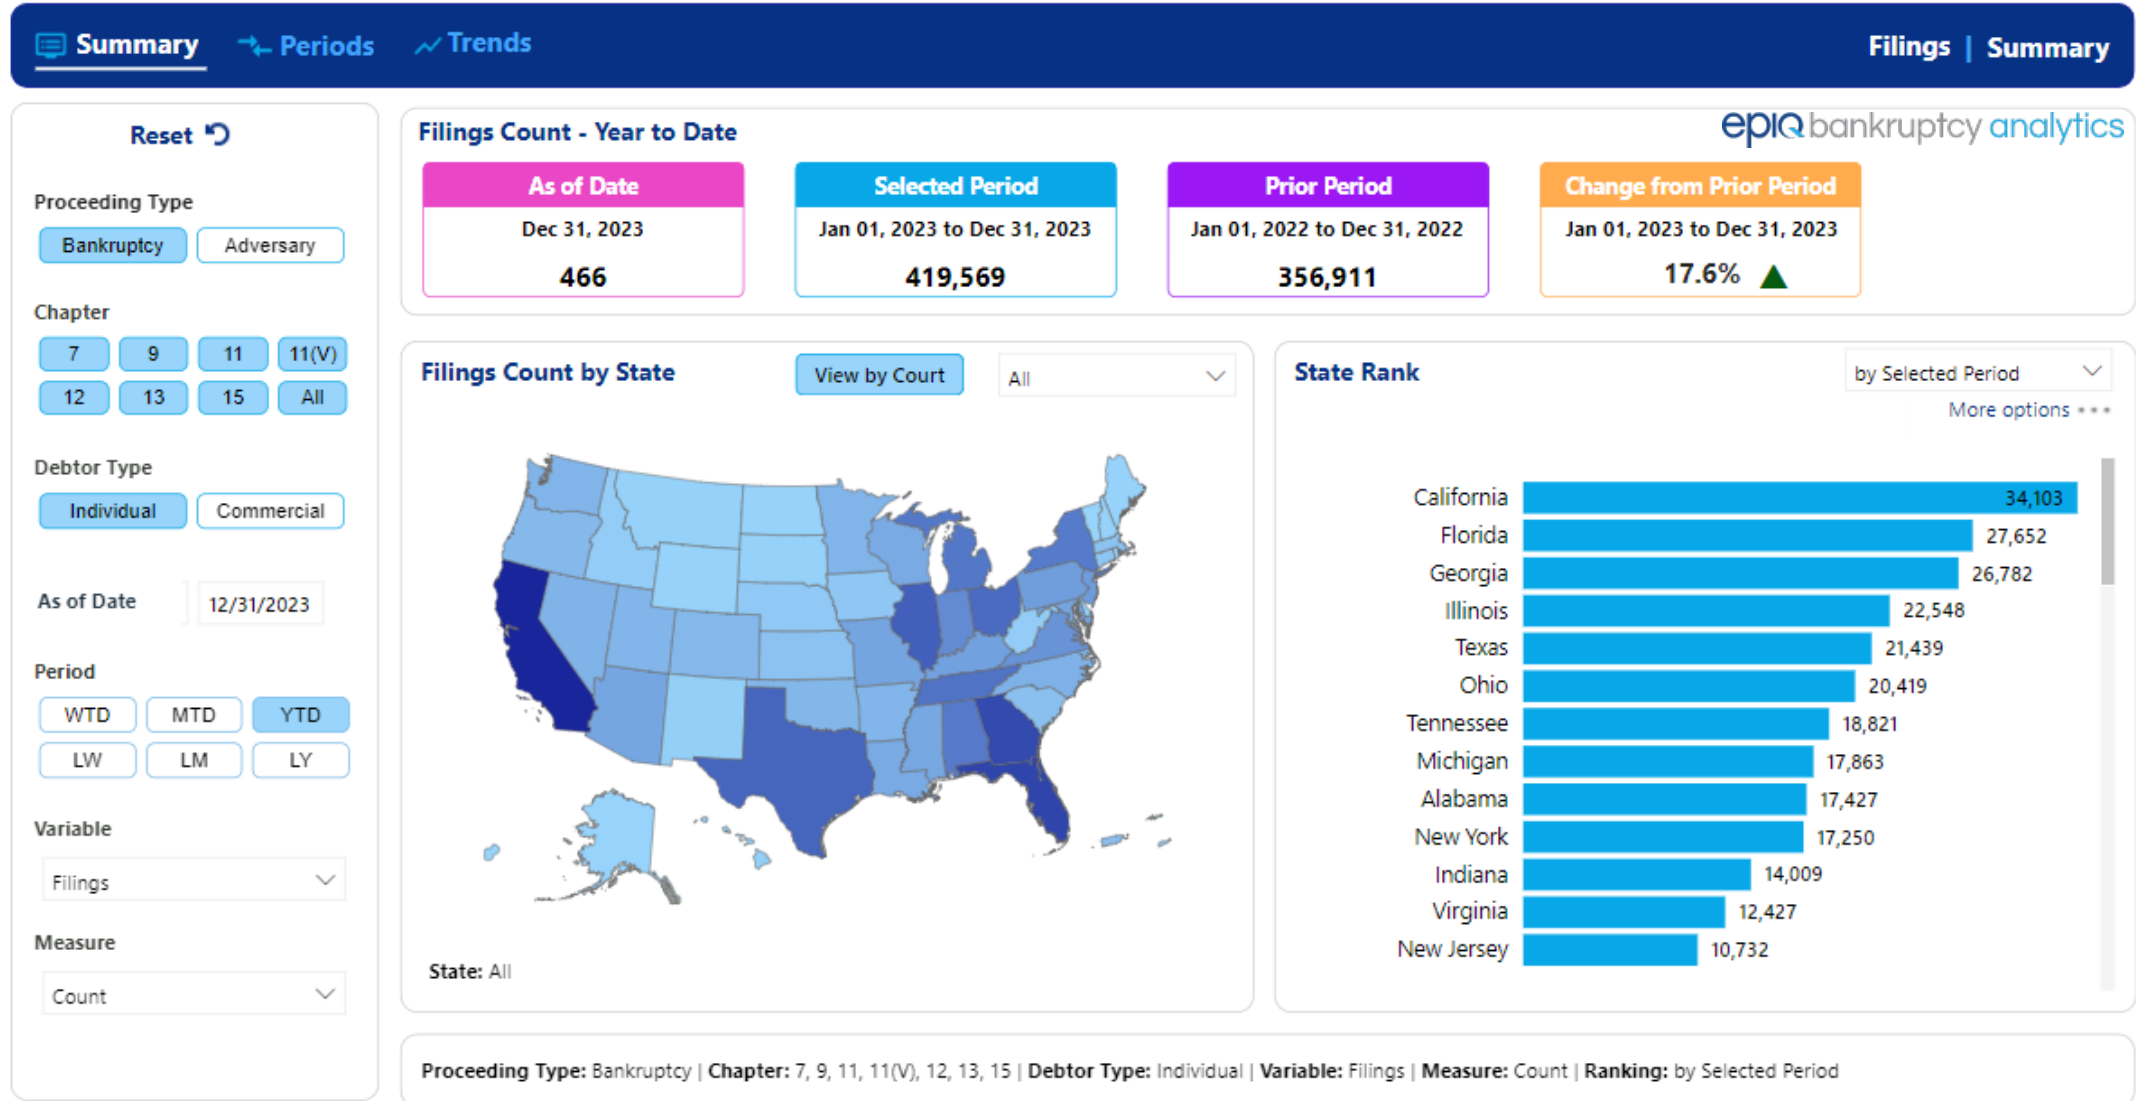 Summary Periods Trends Filings | Summary
Reset
Proceeding Type
Bankruptcy Adversary
Chapter
7 9 11 11(V)
12 13 15 All
Debtor Type
Individual Commercial
As of Date 12/31/2023
Period
WTD MTD YTD
LW LM LY
Variable
Filings
Measure
Count
Filings Count - Year to Date
epiq bankruptcy analytics
As of Date
Dec 31, 2023
466
Selected Period
Jan 01, 2023 to Dec 31, 2023
419,569
Prior Period
Jan 01, 2022 to Dec 31, 2022
356,911
Change from Prior Period
Jan 01, 2023 to Dec 31, 2023
17.6%
Filings Count by State View by Court All
State: All
State Rank by Selected Period
More options
California 34,103
Florida 27,652
Georgia 26,782
Illinois 22,548
Texas 21,439
Ohio 20,419
Tennessee 18,821
Michigan 17,863
Alabama 17,427
New York 17,250
Indiana 14,009
Virginia 12,427
New Jersey 10,732
Proceeding Type: Bankruptcy | Chapter: 7, 9, 11, 11(V), 12, 13, 15 | Debtor Type: Individual | Variable: Filings | Measure: Count | Ranking: by Selected Period